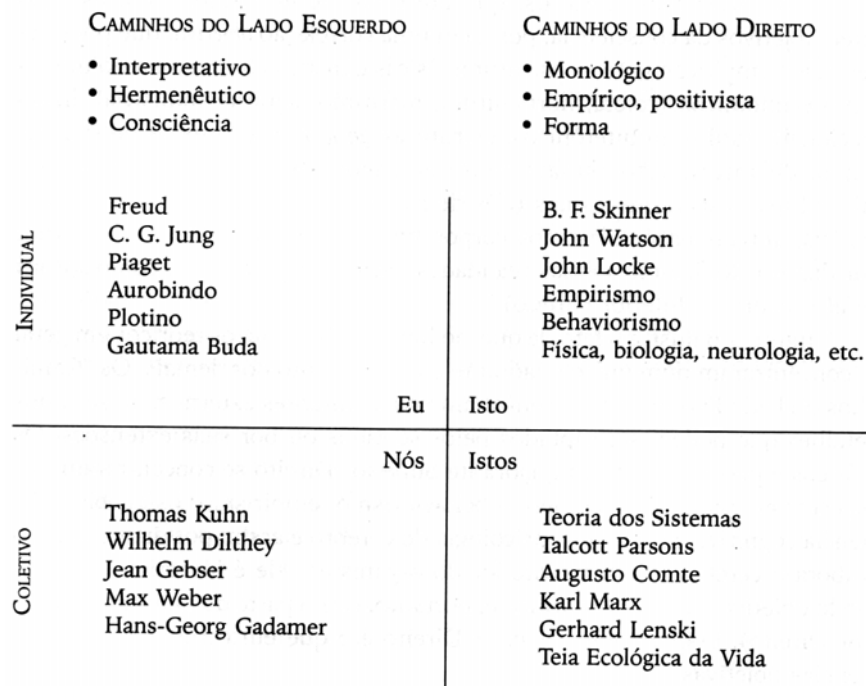 CAMINHOS DO LADO ESQUERDO
• Interpretativo
• Hermenêutico
• Consciência
CAMINHOS DO LADO DIREITO
• Monológico
• Empírico, positivista
• Forma
INDIVIDUAL
Freud
C. G. Jung
Piaget
Aurobindo
Plotino
Gautama Buda
Eu
B. F. Skinner
John Watson
John Locke
Empirismo
Behaviorismo
Física, biologia, neurologia, etc.
Isto
COLETIVO
Nós
Thomas Kuhn
Wilhelm Dilthey
Jean Gebser
Max Weber
Hans-Georg Gadamer
Istos
Teoria dos Sistemas
Talcott Parsons
Augusto Comte
Karl Marx
Gerhard Lenski
Teia Ecológica da Vida